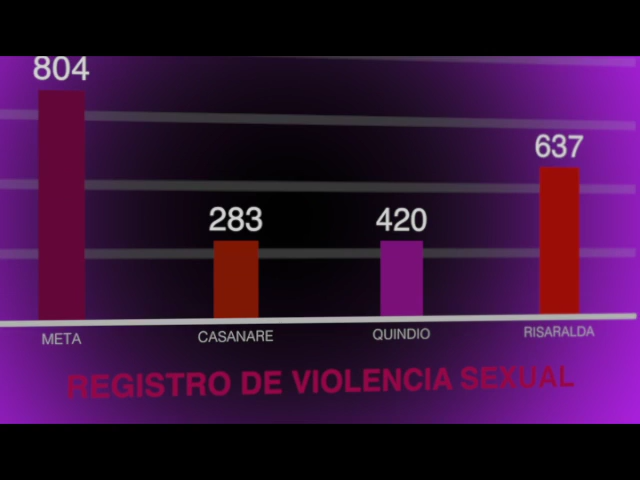 804
637
283
420
META
CASANARE
QUINDIO
RISARALDA
REGISTRO DE VIOLENCIA SEXUAL